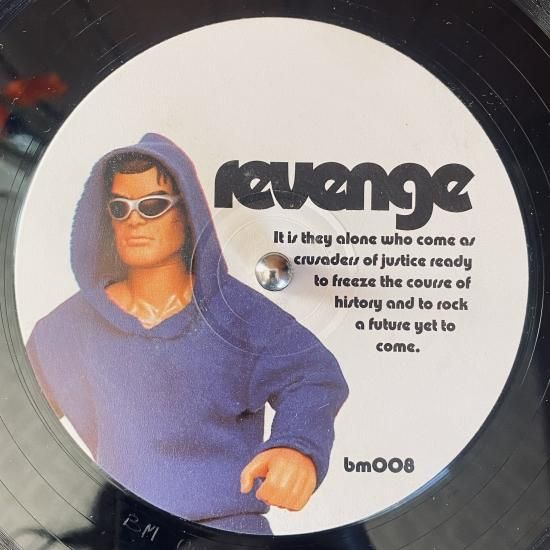 revenge
It is they alone who come as
crusaders of justice ready
to freeze the course of
history and to rock
a future yet to
come.
bm008
BM